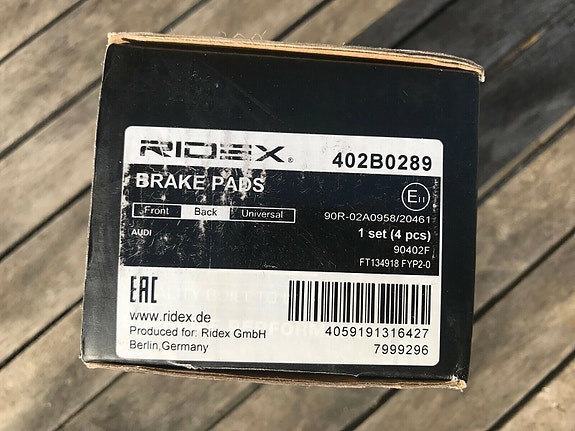 RIDEX® 402B0289
BRAKE PADS
E11
Front Back Universal 90R-02A0958/20461
AUDI 1 set (4 pcs)
90402F
FT134918 FYP2-0
EAC
www.ridex.de
Produced for: Ridex GmbH 4059191316427
Berlin,Germany 7999296